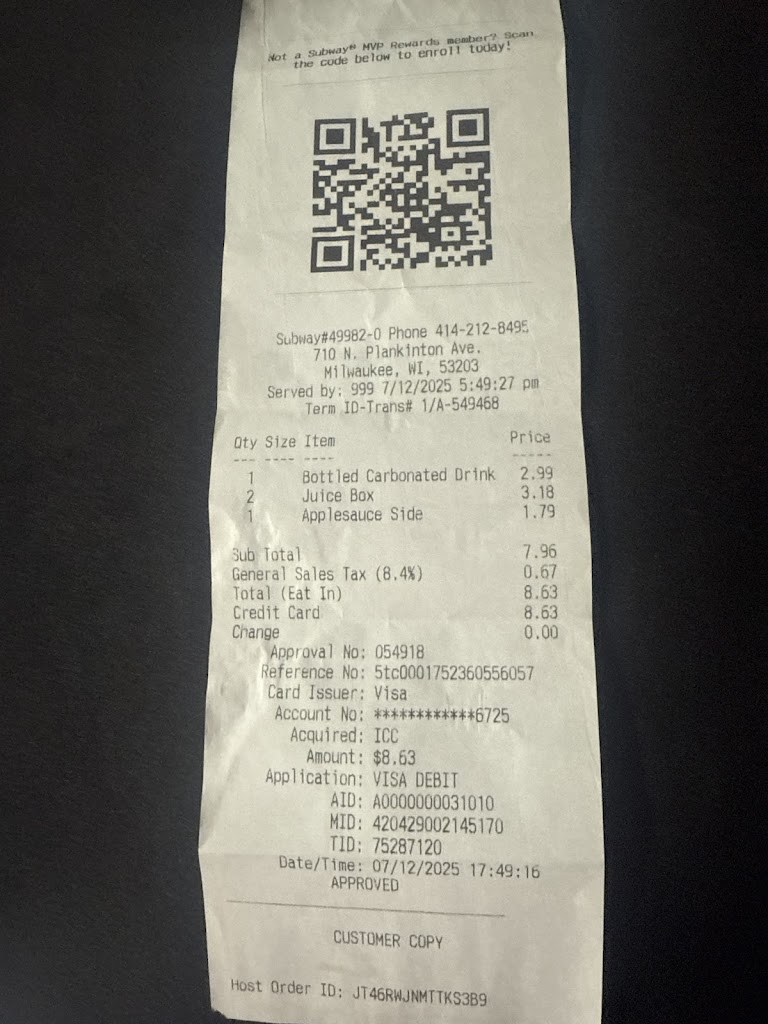 Not a Subway® MVP Rewards member? Scan
the code below to enroll today!
Subway#49982-0 Phone 414-212-8495
710 N. Plankinton Ave.
Milwaukee, WI, 53203
Served by: 999 7/12/2025 5:49:27 pm
Term ID-Trans# 1/A-549468
Qty Size Item Price
--- ---- ---- -----
1 Bottled Carbonated Drink 2.99
2 Juice Box 3.18
1 Applesauce Side 1.79
Sub Total 7.96
General Sales Tax (8.4%) 0.67
Total (Eat In) 8.63
Credit Card 8.63
Change 0.00
Approval No: 054918
Reference No: 5tc0001752360556057
Card Issuer: Visa
Account No: ************6725
Acquired: ICC
Amount: $8.63
Application: VISA DEBIT
AID: A0000000031010
MID: 420429002145170
TID: 75287120
Date/Time: 07/12/2025 17:49:16
APPROVED
CUSTOMER COPY
Host Order ID: JT46RWJNMTTKS3B9